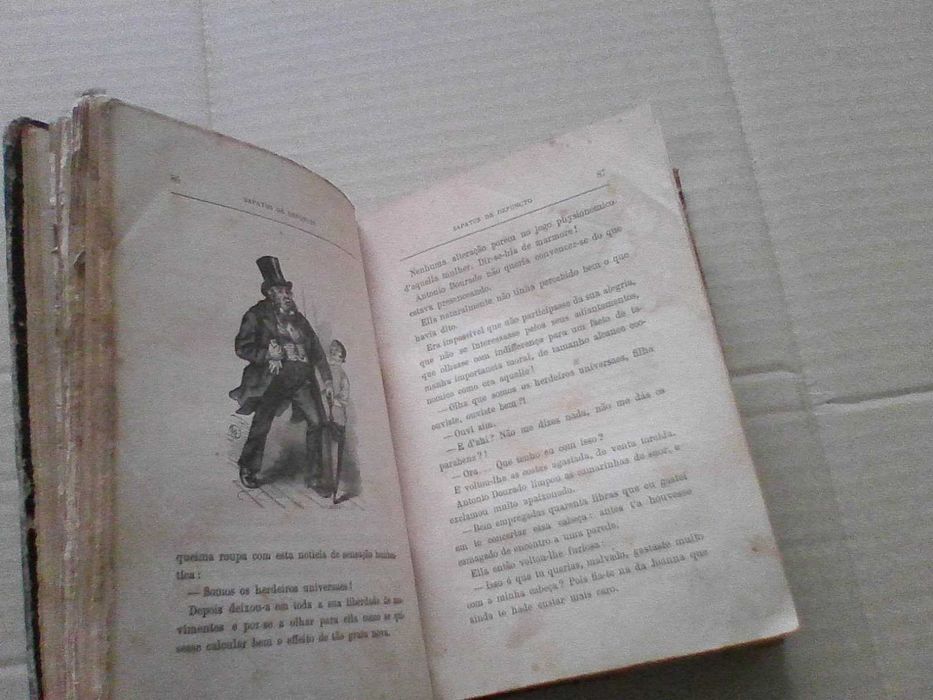 86
SAPATOS DE DEFUNCTO
queima roupa com esta noticia de sensação
tica:
— Somos os herdeiros universaes!
Depois deixou-a em toda a sua liberdade de mo-
vimentos e poz-se a olhar para ella como se qui-
sesse calcular bem o effeito de tão grata nova.
SAPATOS DE DEFUNCTO
87
Nenhuma alteração porém no jogo physionomico.
d'aquella mulher. Dir-se-hia de marmore!
Antonio Dourado não queria convencer-se do que
estava presenceando.
Ella naturalmente não tinha percebido bem o que
havia dito.
Era impossivel que não participasse da sua alegria,
que não se interessasse pelos seus adiantamentos,
que olhasse com indifferença para um facto de ta-
manha importancia moral, de tamanho alcance eco-
nomico como era aquelle!
— Olha que somos os herdeiros universaes, filha
ouviste, ouviste bem?!
— Ouvi sim.
— E d'ahi? Não me dizes nada, não me dás os
parabens?!
— Ora... Que tenho eu com isso?
E voltou-lhe as costas agastada, de venta torcida.
Antonio Dourado limpou as camarinhas de suor, e
exclamou muito apaixonado.
— Bem empregadas quarenta libras que eu gastei
em te concertar essa cabeça: antes t'a houvesse
esmagado de encontro a uma parede.
Ella então voltou-lhe furiosa:
— Isso é que tu querias, malvado, gastaste muito
com a minha cabeça? Pois fia-te na da Joanna que
ainda te hade custar mais caro.